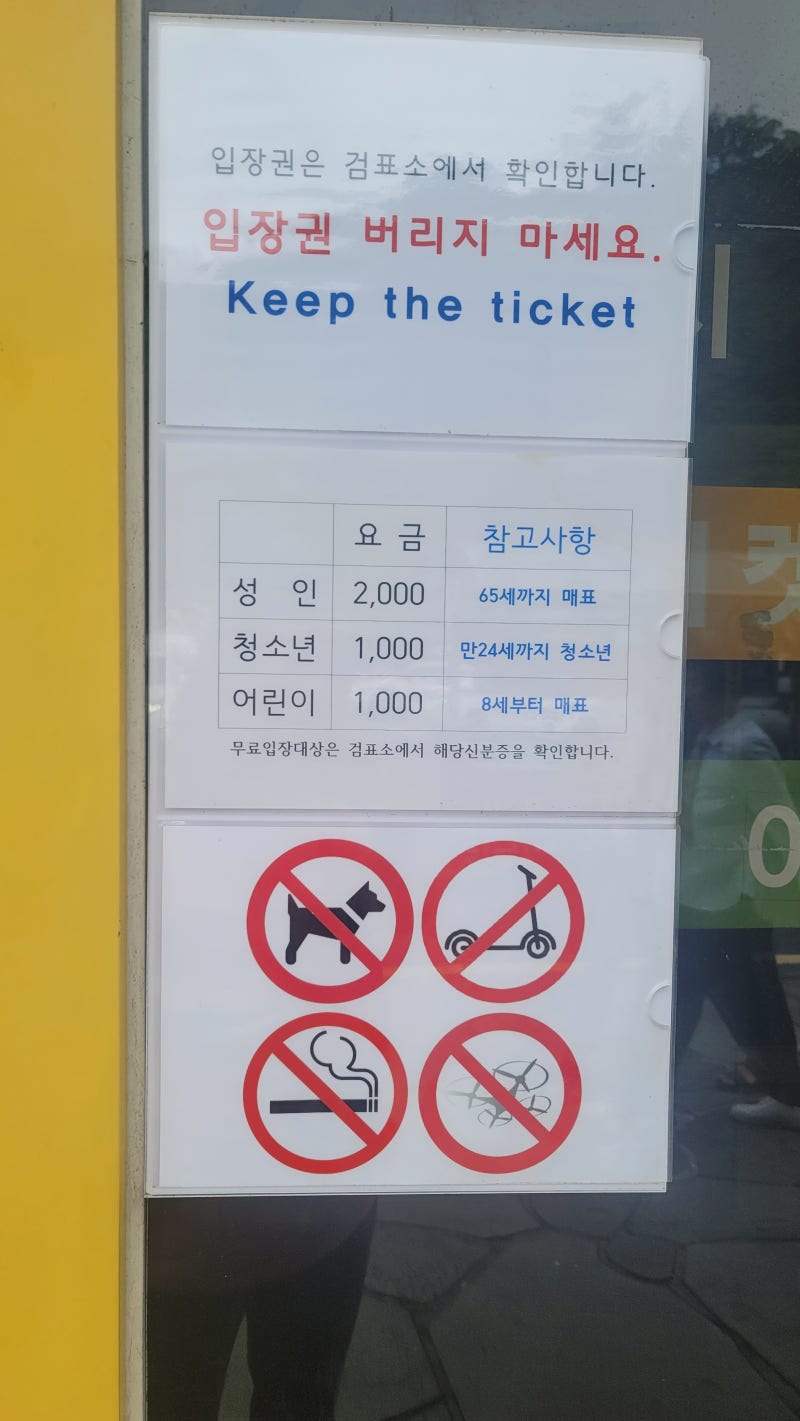 입장권은 검표소에서 확인합니다.
입장권 버리지 마세요.
Keep the ticket
요 금 참고사항
성 인 2,000 65세까지 매표
청소년 1,000 만24세까지 청소년
어린이 1,000 8세부터 매표
무료입장대상은 검표소에서 해당신분증을 확인합니다.